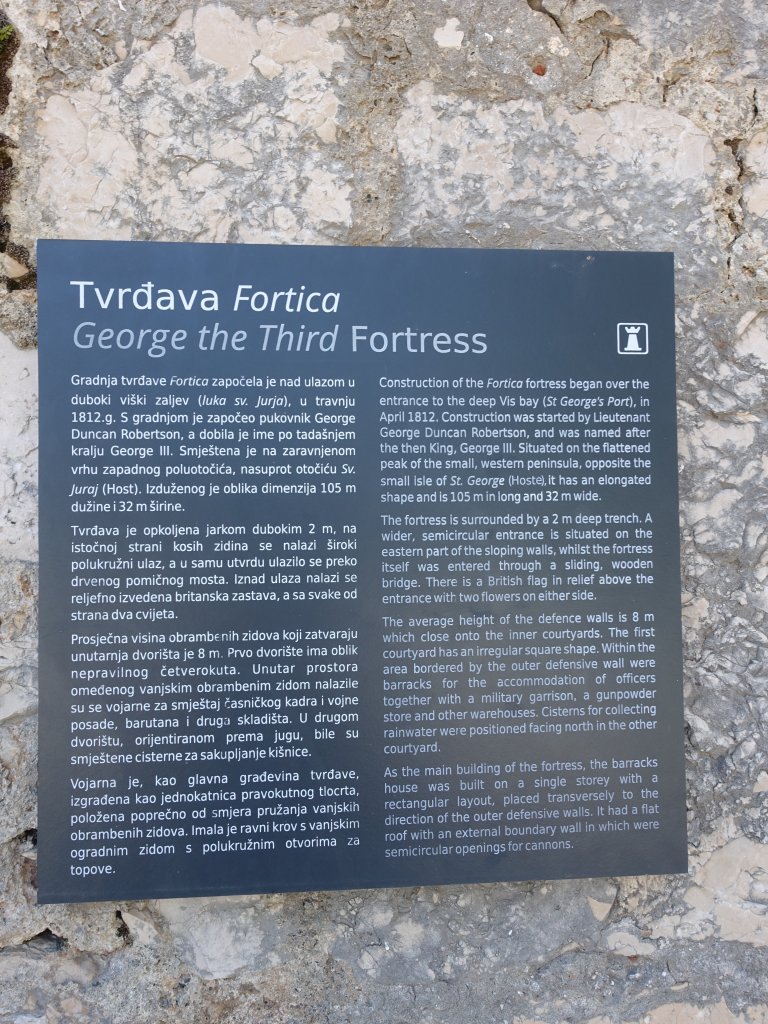 Tvrđava Fortica
George the Third Fortress
Gradnja tvrđave Fortica započela je nad ulazom u
duboki viški zaljev (luka sv. Jurja), u travnju
1812.g. S gradnjom je započeo pukovnik George
Duncan Robertson, a dobila je ime po tadašnjem
kralju George III. Smještena je na zaravnjenom
vrhu zapadnog poluotočića, nasuprot otočiću Sv.
Juraj (Host). Izduženog je oblika dimenzija 105 m
dužine i 32 m širine.
Tvrđava je opkoljena jarkom dubokim 2 m, na
istočnoj strani kosih zidina se nalazi široki
polukružni ulaz, a u samu utvrdu ulazilo se preko
drvenog pomičnog mosta. Iznad ulaza nalazi se
reljefno izvedena britanska zastava, a sa svake od
strana dva cvijeta.
Prosječna visina obrambenih zidova koji zatvaraju
unutarnja dvorišta je 8 m. Prvo dvorište ima oblik
nepravilnog četverokuta. Unutar prostora
omeđenog vanjskim obrambenim zidom nalazile
su se vojarne za smještaj časničkog kadra i vojne
posade, barutana i druga skladišta. U drugom
dvorištu, orijentiranom prema jugu, bile su
smještene cisterne za sakupljanje kišnice.
Vojarna je, kao glavna građevina tvrđave,
izgrađena kao jednokatnica pravokutnog tlocrta,
položena poprečno od smjera pružanja vanjskih
obrambenih zidova. Imala je ravni krov s vanjskim
ogradnim zidom s polukružnim otvorima za
topove.
Construction of the Fortica fortress began over the
entrance to the deep Vis bay (St George's Port), in
April 1812. Construction was started by Lieutenant
George Duncan Robertson, and was named after
the then King, George III. Situated on the flattened
peak of the small, western peninsula, opposite the
small isle of St. George (Hoste), it has an elongated
shape and is 105 m in long and 32 m wide.
The fortress is surrounded by a 2 m deep trench. A
wider, semicircular entrance is situated on the
eastern part of the sloping walls, whilst the fortress
itself was entered through a sliding, wooden
bridge. There is a British flag in relief above the
entrance with two flowers on either side.
The average height of the defence walls is 8 m
which close onto the inner courtyards. The first
courtyard has an irregular square shape. Within the
area bordered by the outer defensive wall were
barracks for the accommodation of officers
together with a military garrison, a gunpowder
store and other warehouses. Cisterns for collecting
rainwater were positioned facing north in the other
courtyard.
As the main building of the fortress, the barracks
house was built on a single storey with a
rectangular layout, placed transversely to the
direction of the outer defensive walls. It had a flat
roof with an external boundary wall in which were
semicircular openings for cannons.